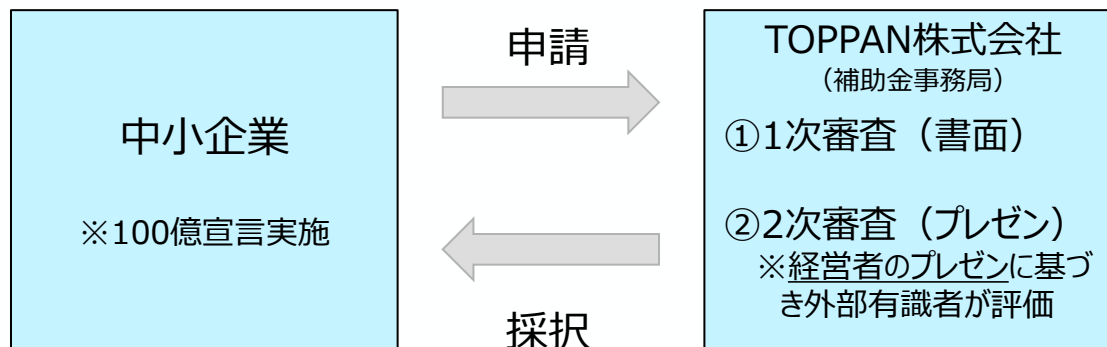 中小企業
※100億宣言実施
申請
採択
TOPPAN株式会社
（補助金事務局）
①1次審査（書面）
②2次審査（プレゼン）
※経営者のプレゼンに基づ
き外部有識者が評価